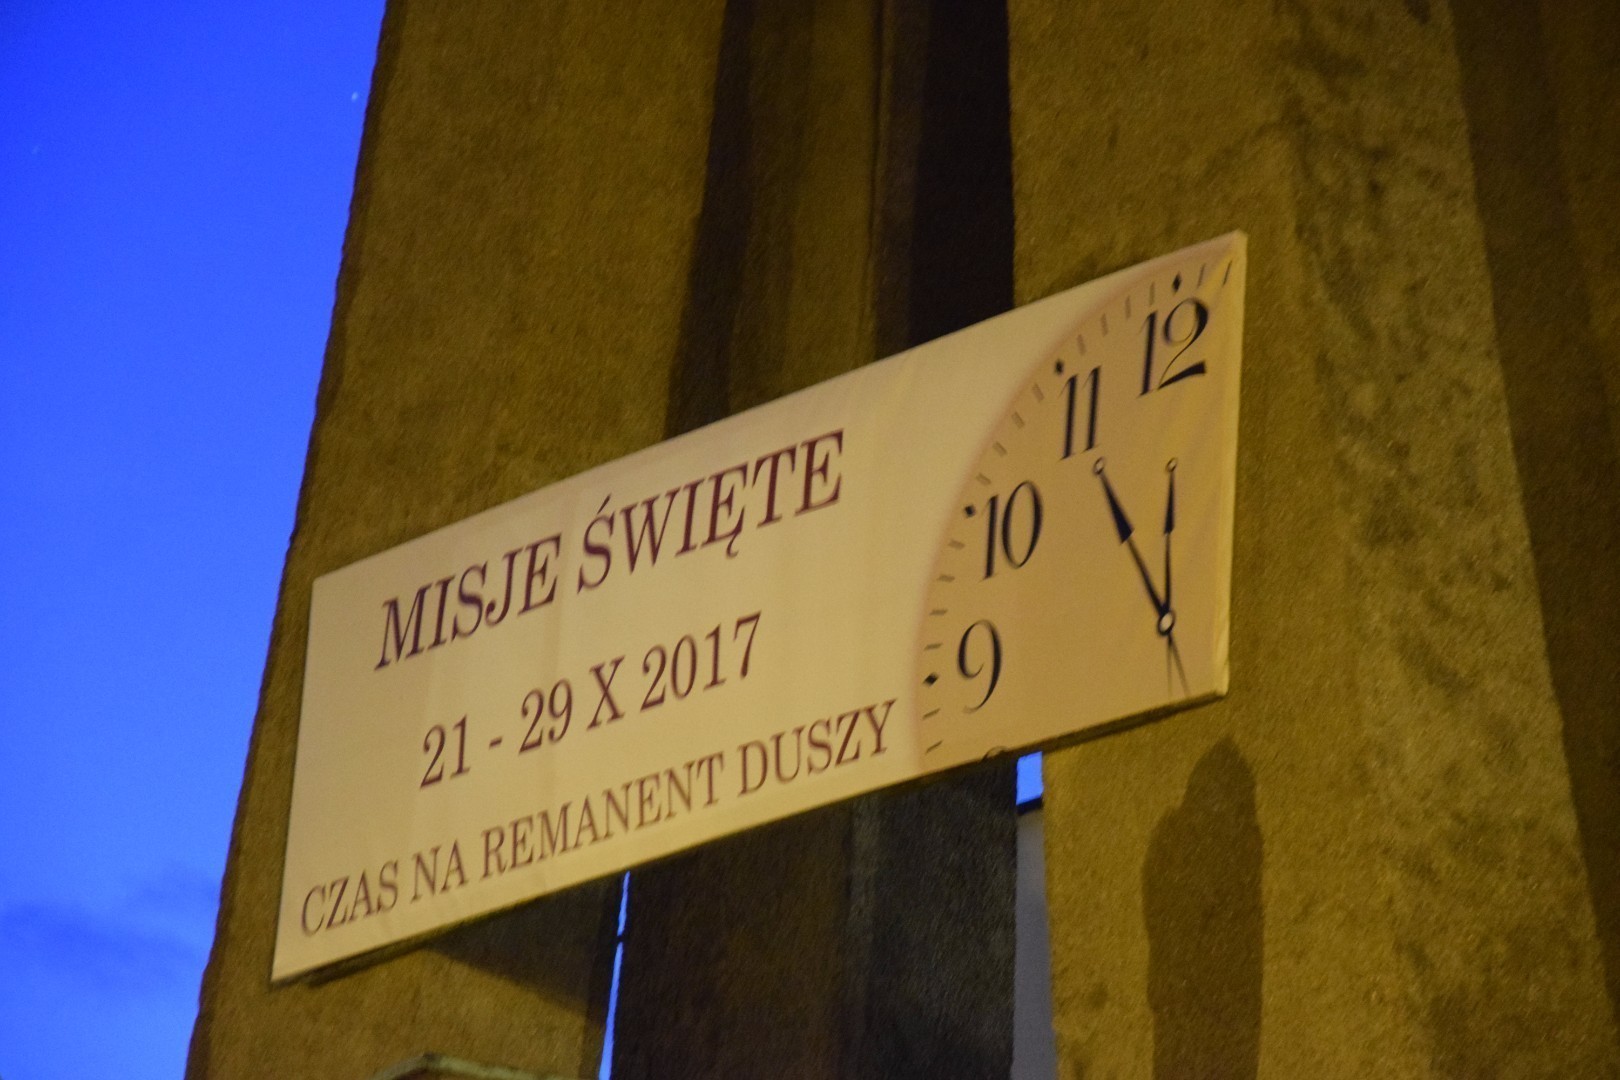 MISJE ŚWIĘTE
21 - 29 X 2017
CZAS NA REMANENT DUSZY
12
11
10
9